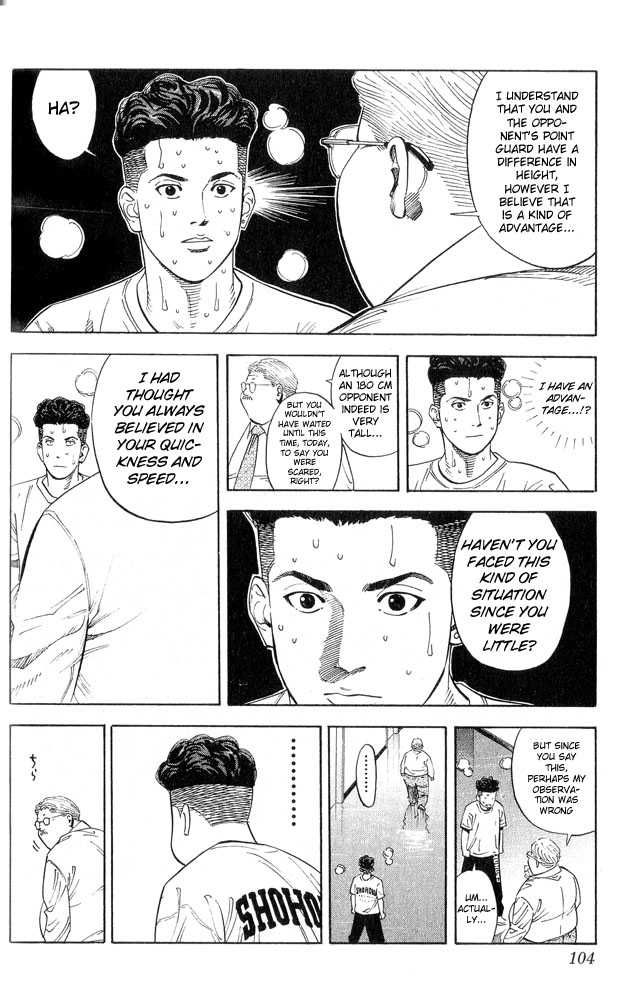 I UNDERSTAND
THAT YOU AND
THE OPPO-
NENT'S POINT
GUARD HAVE A
DIFFERENCE IN
HEIGHT,
HOWEVER I
BELIEVE THAT
IS A KIND OF
ADVANTAGE...
HA?
I HAVE AN
ADVAN-
TAGE...!?
ALTHOUGH
AN 180 CM
OPPONENT
INDEED IS
VERY
TALL...
BUT YOU
WOULDN'T
HAVE WAITED
UNTIL THIS
TIME, TODAY,
TO SAY YOU
WERE
SCARED,
RIGHT?
HAVEN'T YOU
FACED THIS
KIND OF
SITUATION
SINCE YOU
WERE
LITTLE?
I HAD
THOUGHT
YOU ALWAYS
BELIEVED IN
YOUR QUIC-
KNESS AND
SPEED...
BUT SINCE
YOU SAY
THIS,
PERHAPS MY
OBSERVA-
TION WAS
WRONG
UM...
ACTUAL-
LY...
......
........
SHOHO
ちら
104